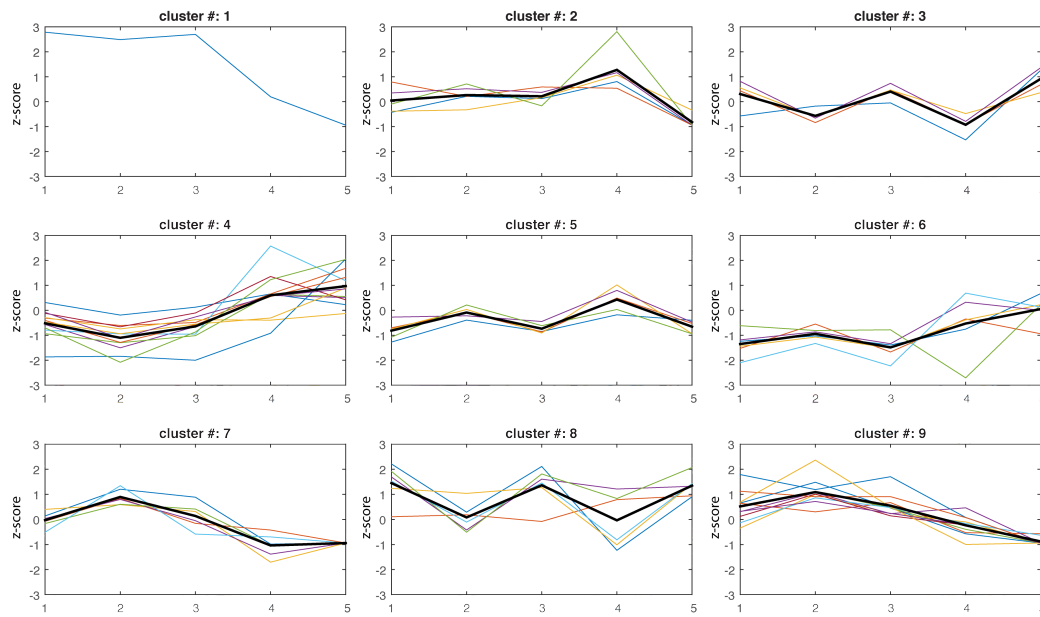 cluster #: 1
3
2
1
0
-1
-2
-3
z-score
1 2 3 4 5
cluster #: 2
3
2
1
0
-1
-2
-3
z-score
1 2 3 4 5
cluster #: 3
3
2
1
0
-1
-2
-3
z-score
1 2 3 4
cluster #: 4
3
2
1
0
-1
-2
-3
z-score
1 2 3 4 5
cluster #: 5
3
2
1
0
-1
-2
-3
z-score
1 2 3 4 5
cluster #: 6
3
2
1
0
-1
-2
-3
z-score
1 2 3 4
cluster #: 7
3
2
1
0
-1
-2
-3
z-score
1 2 3 4 5
cluster #: 8
3
2
1
0
-1
-2
-3
z-score
1 2 3 4 5
cluster #: 9
3
2
1
0
-1
-2
-3
z-score
1 2 3 4